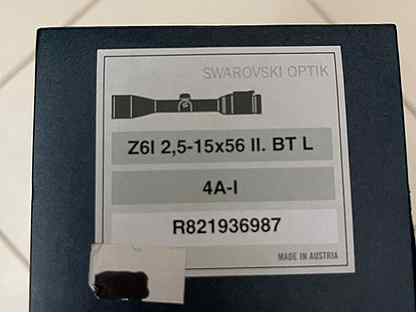 SWAROVSKI OPTIK
Z6I 2,5-15x56 II. BT L
4A-I
R821936987
MADE IN AUSTRIA